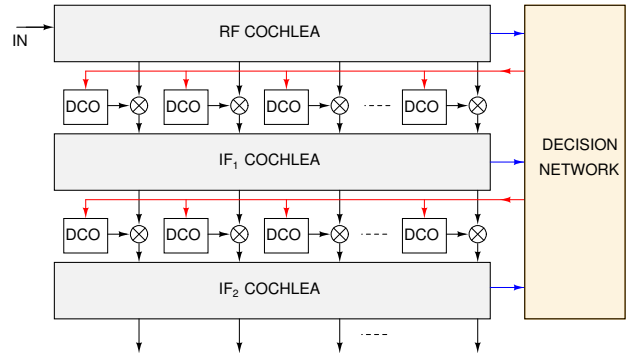 IN
RF COCHLEA
DCO DCO DCO DCO
IF₁ COCHLEA
DECISION
NETWORK
DCO DCO DCO DCO
IF₂ COCHLEA